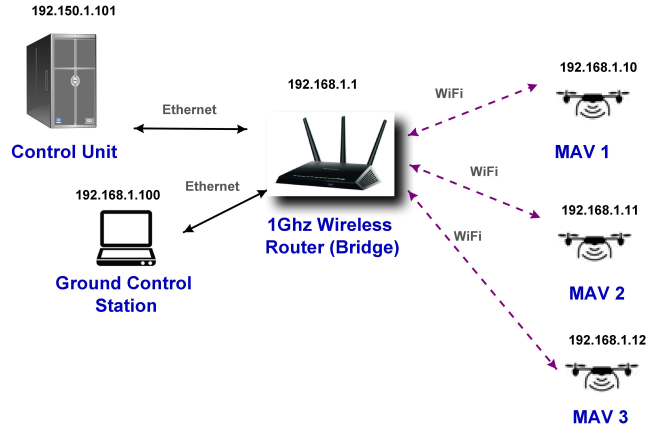 192.150.1.101
Control Unit
Ethernet
192.168.1.100
Ethernet
Ground Control
Station
192.168.1.1
1Ghz Wireless
Router (Bridge)
WiFi
WiFi
WiFi
192.168.1.10
MAV 1
192.168.1.11
MAV 2
192.168.1.12
MAV 3